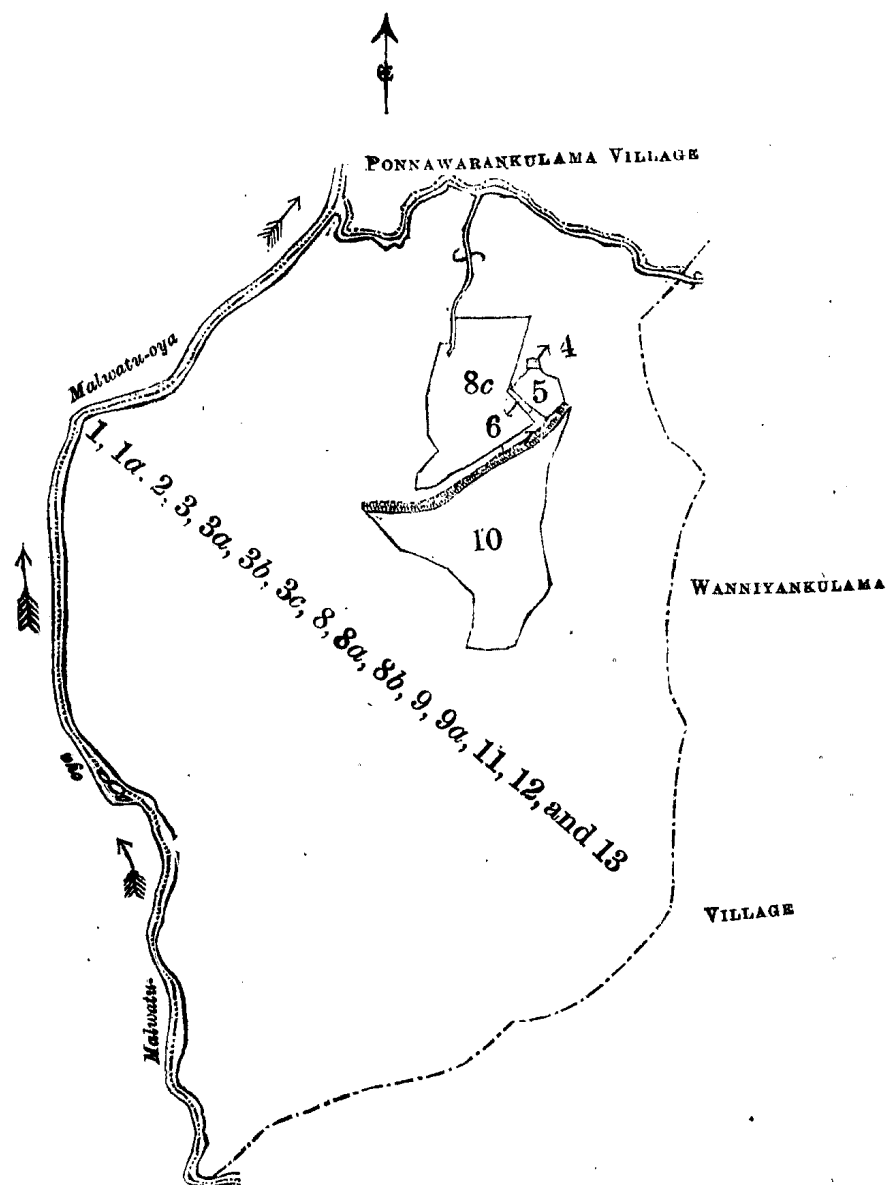 PONNAWARANKULAMA VILLAGE
Malwatu-oya
4
8c
5
6
10
1, 1a. 2, 3, 3a, 3b, 3c, 8, 8a, 8b, 9, 9a, 11, 12, and 13
WANNIYANKULAMA
oya
VILLAGE
Malwatu-